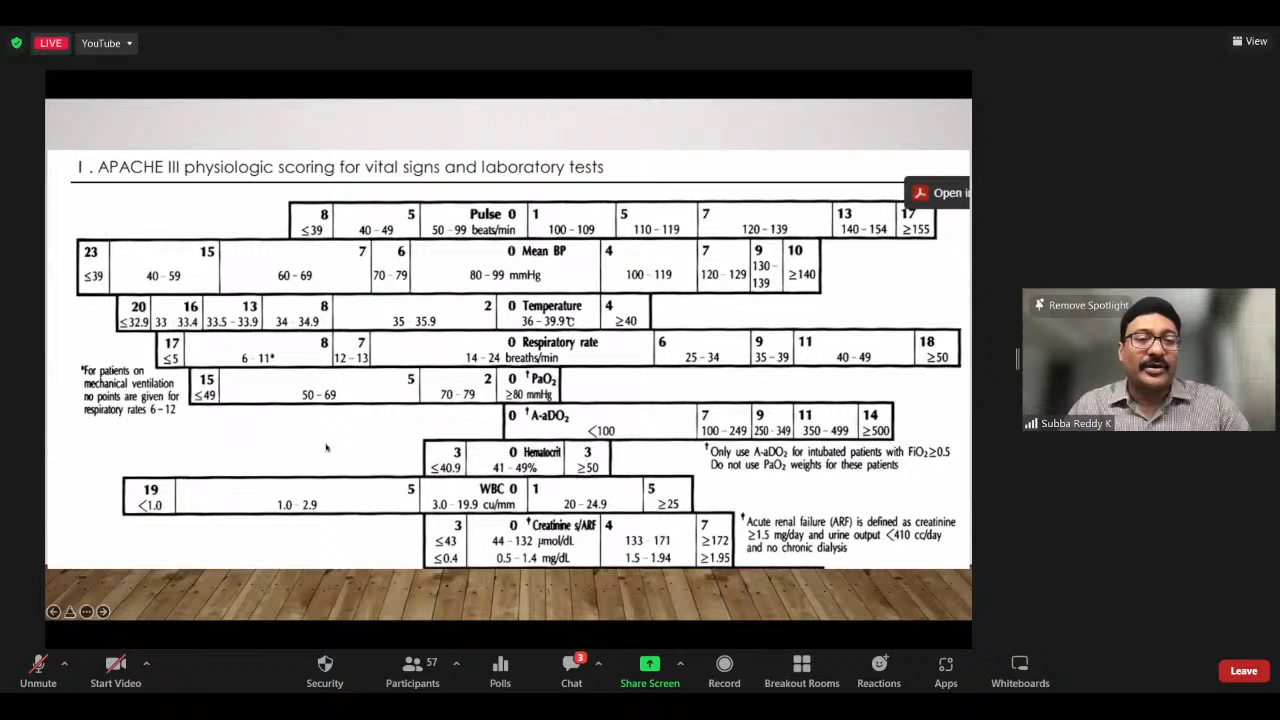 LIVE
YouTube
View
I . APACHE III physiologic scoring for vital signs and laboratory tests
Open in
8 5 Pulse 0 1 5 7 13 17
≤39 40-49 50-99 beats/min 100-109 110-119 120-139 140-154 ≥155
23 15 7 6 0 Mean BP 4 7 9 10
≤39 40-59 60-69 70-79 80-99 mmHg 100-119 120-129 130-139 ≥140
20 16 13 8 2 0 Temperature 4
≤32.9 33-33.4 33.5-33.9 34-34.9 35-35.9 36-39.9℃ ≥40
17 8 7 0 Respiratory rate 6 9 11 18
≤5 6-11* 12-13 14-24 breaths/min 25-34 35-39 40-49 ≥50
*For patients on
mechanical ventilation
no points are given for
respiratory rates 6-12
15 5 2 0 †PaO₂
≤49 50-69 70-79 ≥80 mmHg
0 †A-aDO₂ 7 9 11 14
<100 100-249 250-349 350-499 ≥500
3 0 Hematocrit 3
≤40.9 41-49% ≥50
†Only use A-aDO₂ for intubated patients with FiO₂≥0.5
Do not use PaO₂ weights for these patients
19 5 WBC 0 1 5
<1.0 1.0-2.9 3.0-19.9 cu/mm 20-24.9 ≥25
3 0 †Creatinine s/ARF 4 7
≤43 44-132 µmol/dL 133-171 ≥172
≤0.4 0.5-1.4 mg/dL 1.5-1.94 ≥1.95
†Acute renal failure (ARF) is defined as creatinine
≥1.5 mg/day and urine output <410 cc/day
and no chronic dialysis
Remove Spotlight
Subba Reddy K
Unmute
Start Video
Security
57
Participants
Polls
3
Chat
Share Screen
Record
Breakout Rooms
Reactions
Apps
Whiteboards
Leave